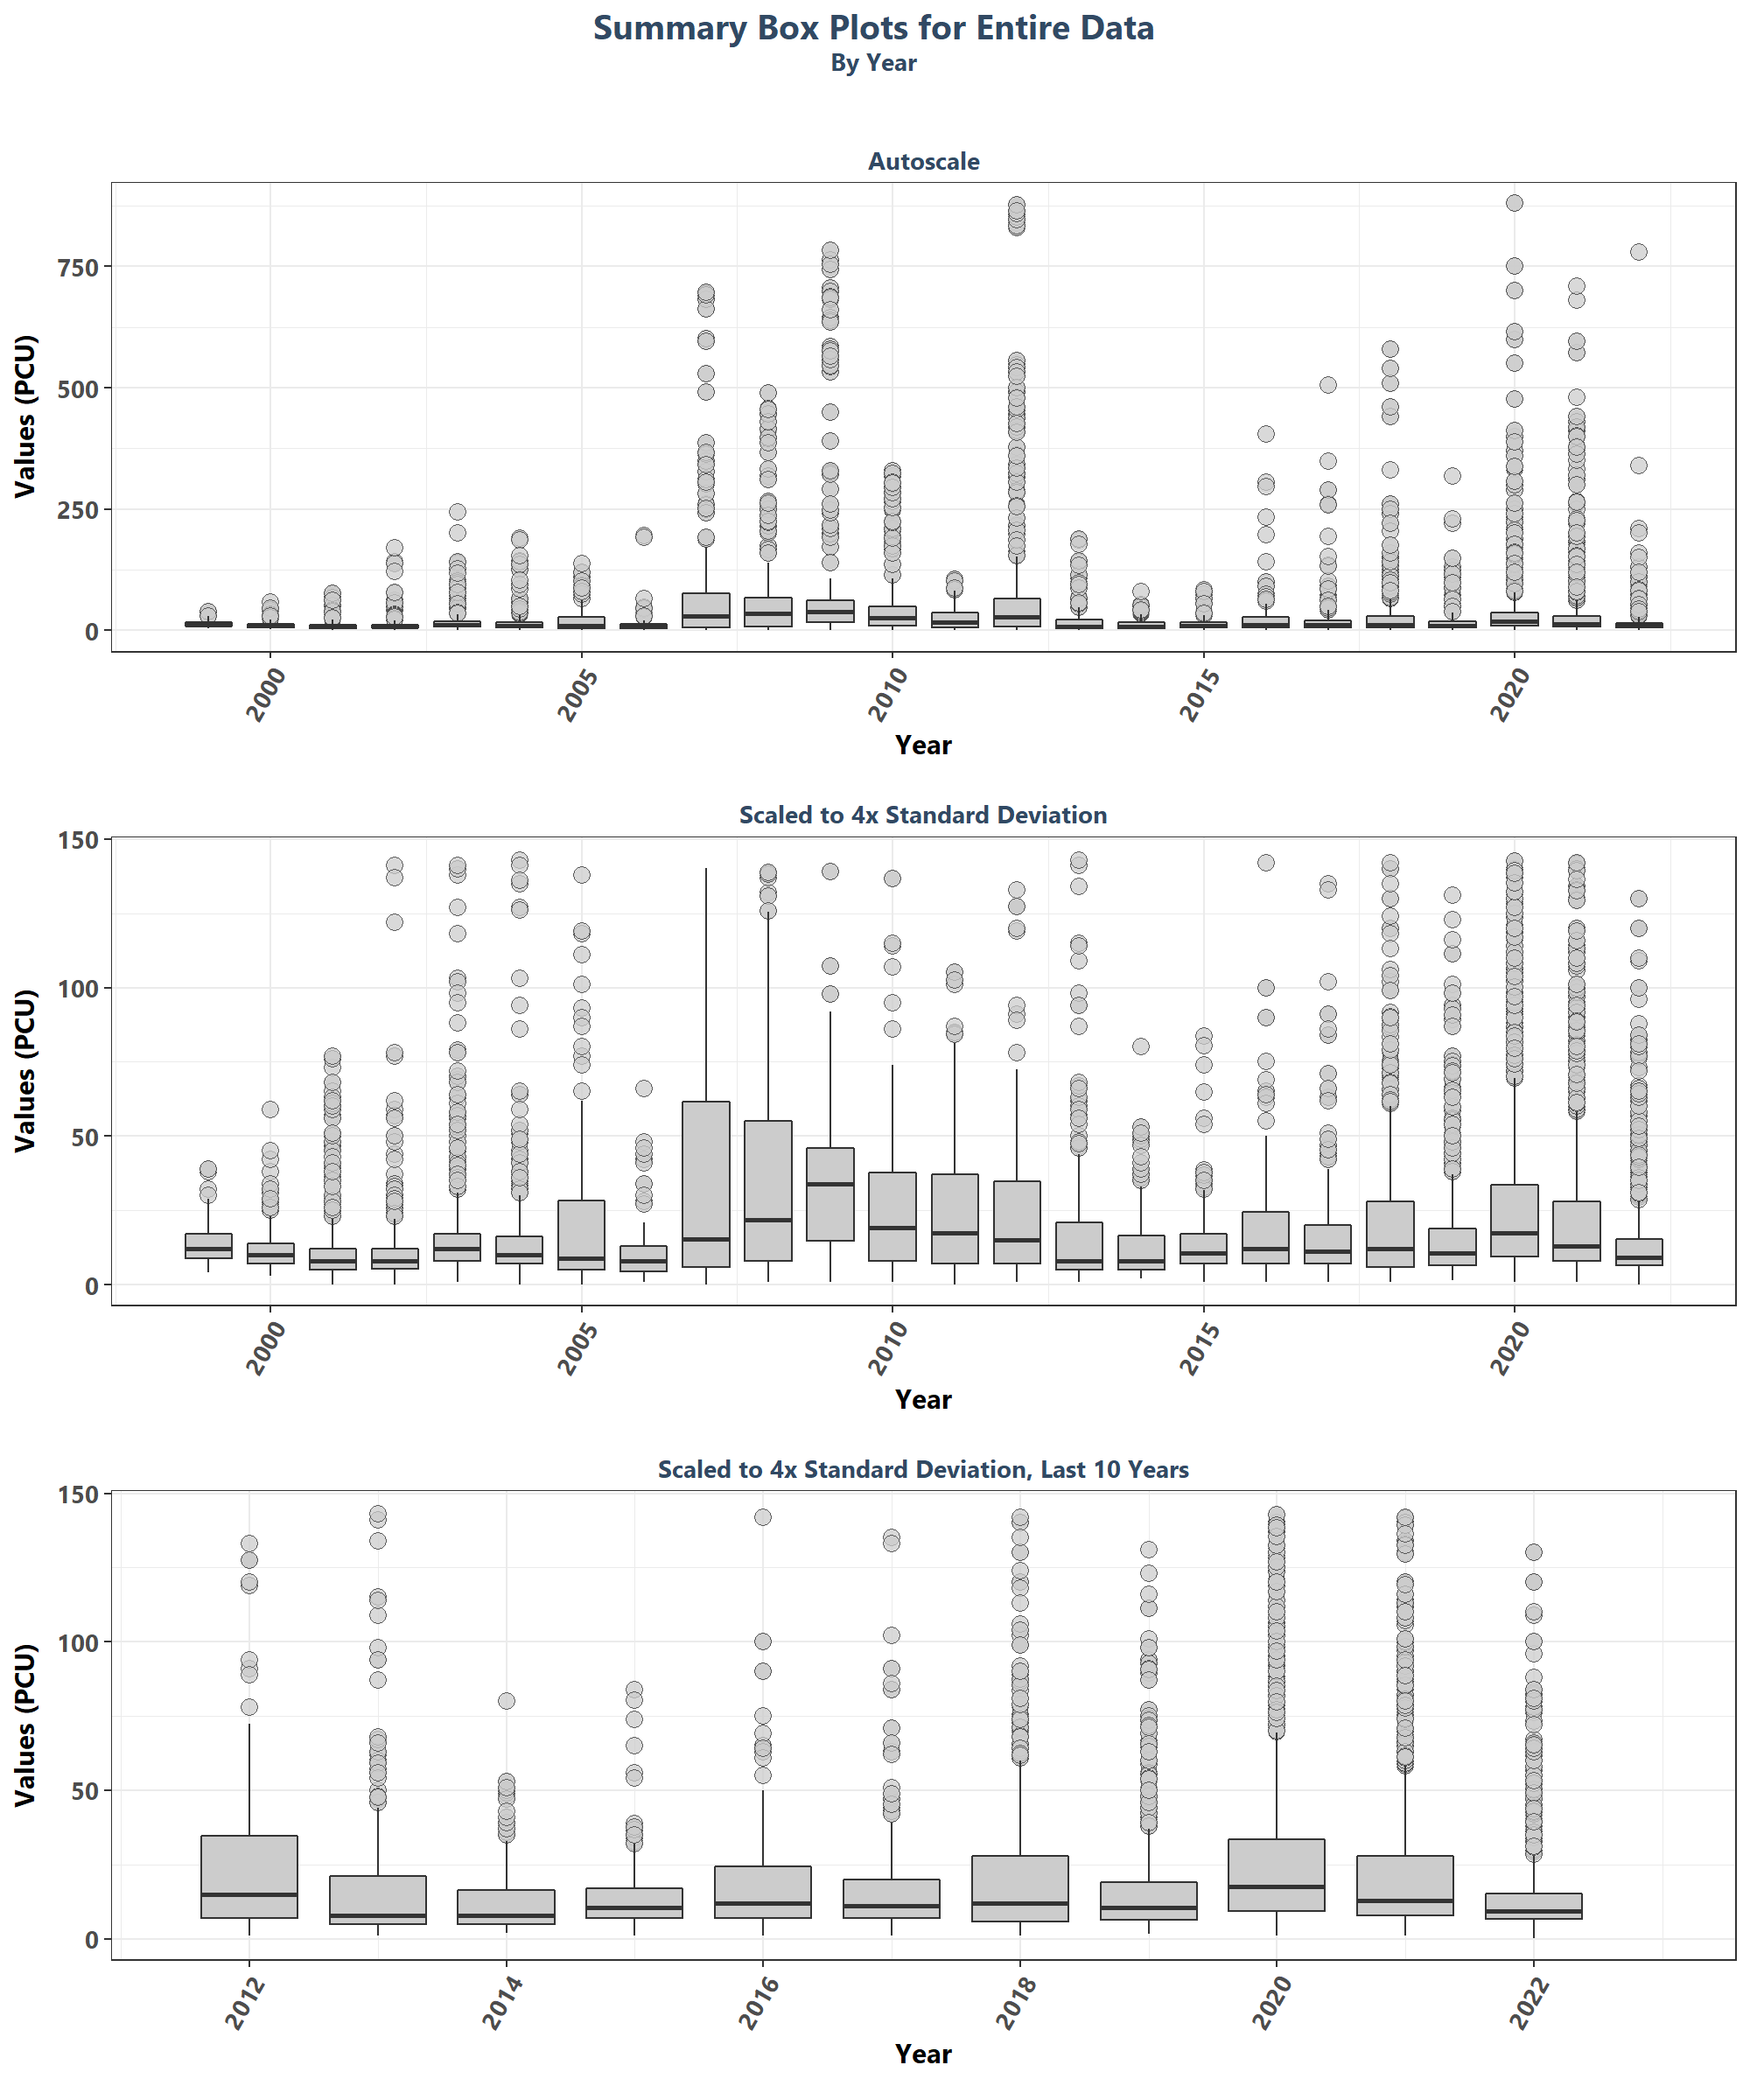 Summary Box Plots for Entire Data
By Year
Autoscale
Values (PCU)
750
500
250
0
2000 2005 2010 2015 2020
Year
Scaled to 4x Standard Deviation
Values (PCU)
150
100
50
0
2000 2005 2010 2015 2020
Year
Scaled to 4x Standard Deviation, Last 10 Years
Values (PCU)
150
100
50
0
2012 2014 2016 2018 2020 2022
Year